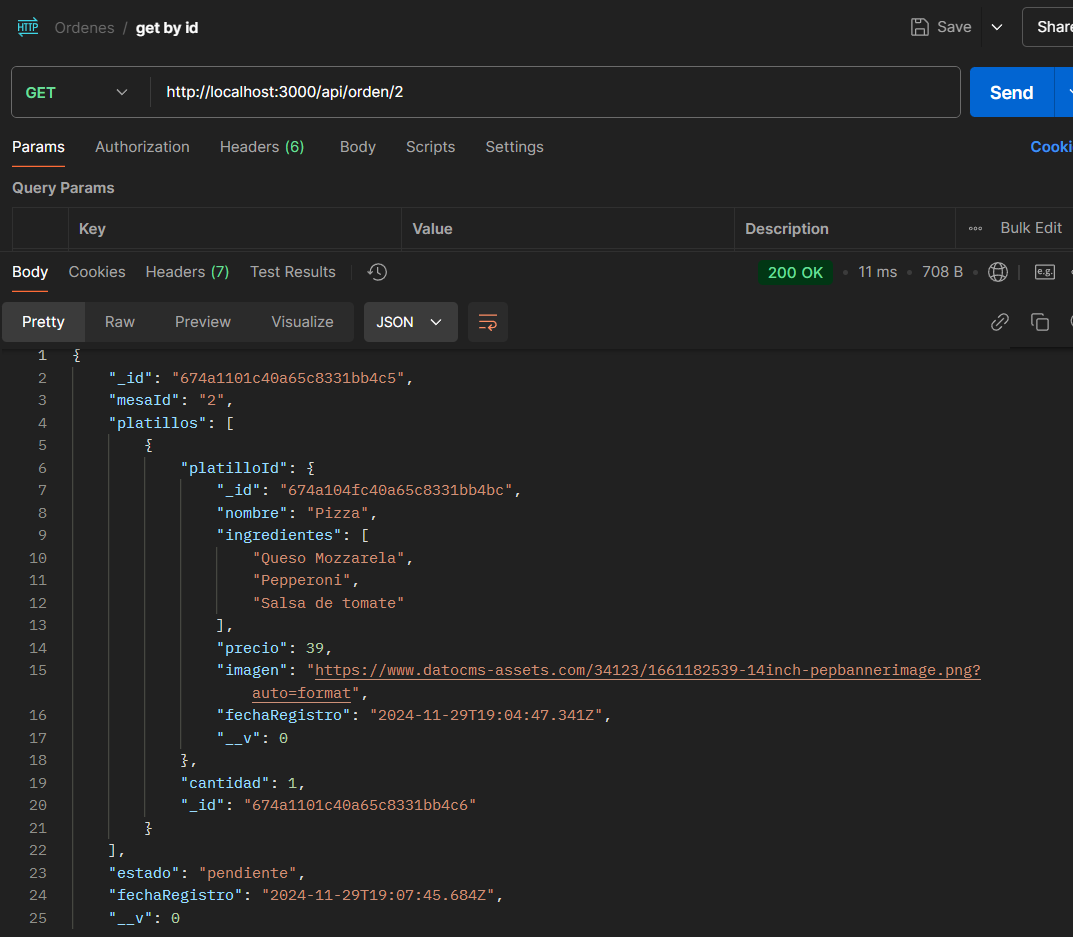 HTTP Ordenes / get by id Save Share
GET http://localhost:3000/api/orden/2 Send
Params Authorization Headers (6) Body Scripts Settings Cooki
Query Params
Key Value Description Bulk Edit
Body Cookies Headers (7) Test Results 200 OK 11 ms 708 B e.g.
Pretty Raw Preview Visualize JSON
1 {
2 "_id": "674a1101c40a65c8331bb4c5",
3 "mesaId": "2",
4 "platillos": [
5 {
6 "platilloId": {
7 "_id": "674a104fc40a65c8331bb4bc",
8 "nombre": "Pizza",
9 "ingredientes": [
10 "Queso Mozzarela",
11 "Pepperoni",
12 "Salsa de tomate"
13 ],
14 "precio": 39,
15 "imagen": "https://www.datocms-assets.com/34123/1661182539-14inch-pepbannerimage.png?
auto=format",
16 "fechaRegistro": "2024-11-29T19:04:47.341Z",
17 "__v": 0
18 },
19 "cantidad": 1,
20 "_id": "674a1101c40a65c8331bb4c6"
21 }
22 ],
23 "estado": "pendiente",
24 "fechaRegistro": "2024-11-29T19:07:45.684Z",
25 "__v": 0